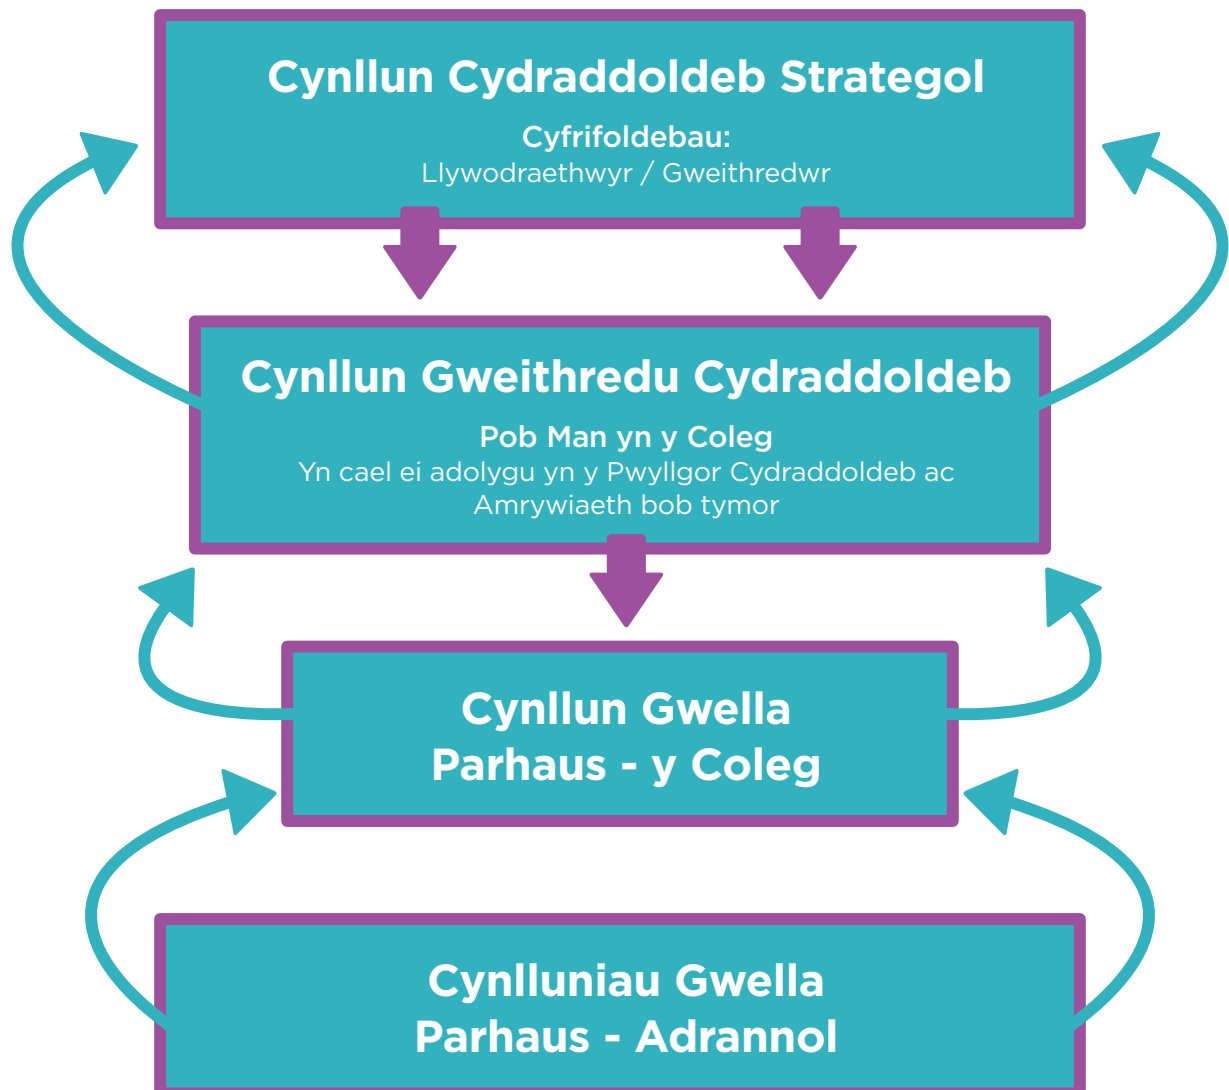 Cynllun Cydraddoldeb Strategol
Cyfrifoldebau:
Llywodraethwyr / Gweithredwr
Cynllun Gweithredu Cydraddoldeb
Pob Man yn y Coleg
Yn cael ei adolygu yn y Pwyllgor Cydraddoldeb ac
Amrywiaeth bob tymor
Cynllun Gwella
Parhaus - y Coleg
Cynlluniau Gwella
Parhaus - Adrannol